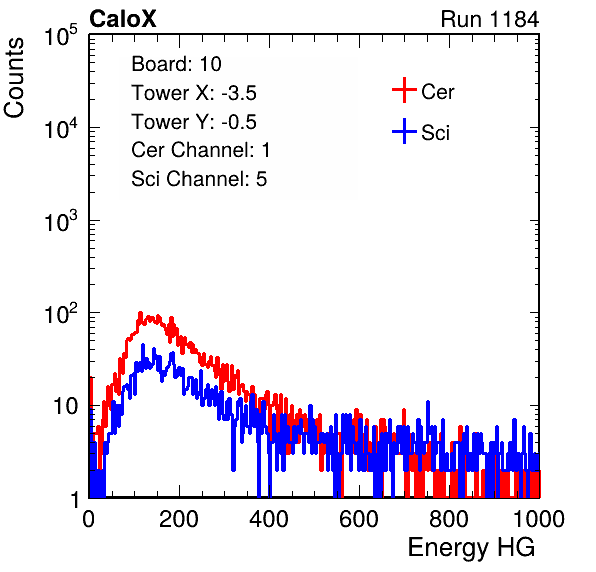 CaloX Run 1184
Counts
Board: 10
Tower X: -3.5
Tower Y: -0.5
Cer Channel: 1
Sci Channel: 5
Cer
Sci
10^5
10^4
10^3
10^2
10
1
0 200 400 600 800 1000
Energy HG